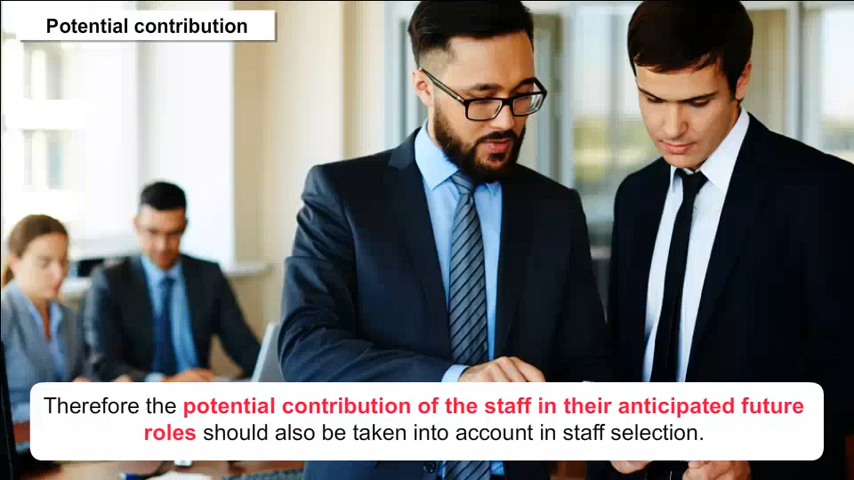 Potential contribution
Therefore the potential contribution of the staff in their anticipated future
roles should also be taken into account in staff selection.